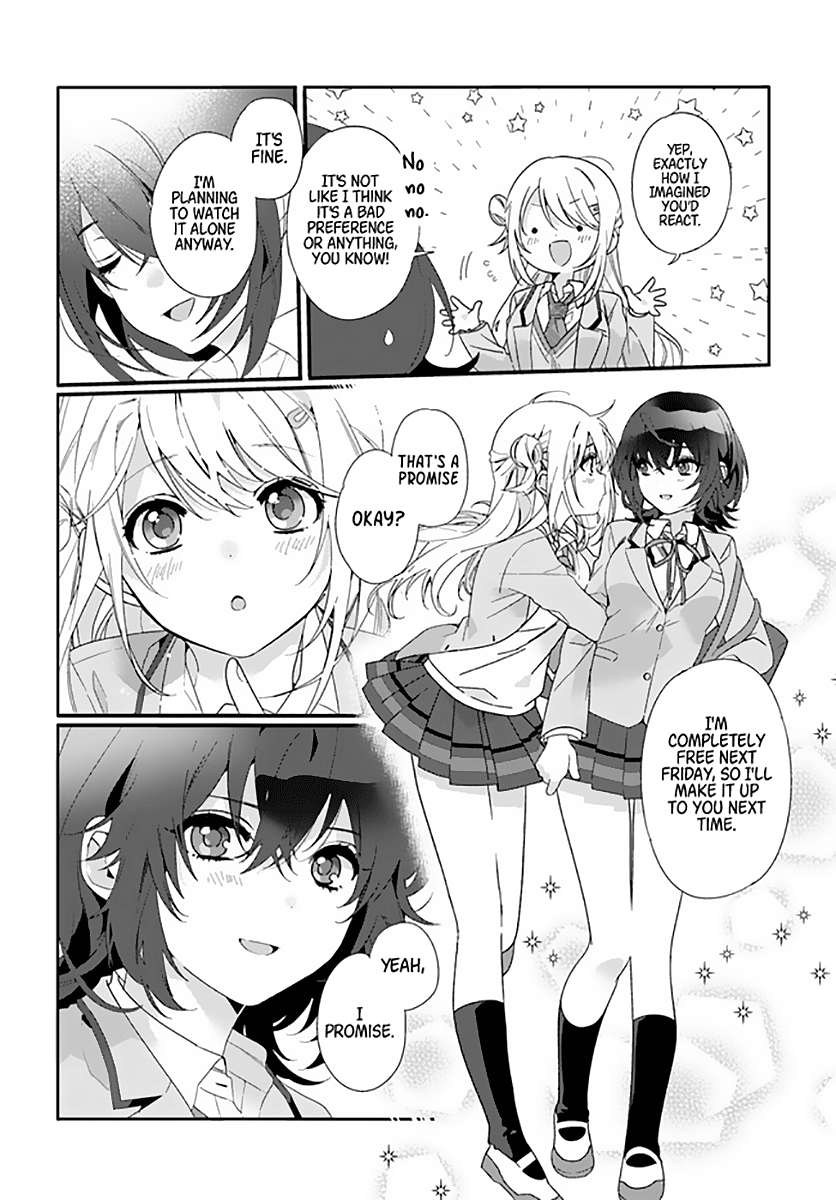 YEP,
EXACTLY
HOW I
IMAGINED
YOU'D
REACT.
No
no
no.
IT'S NOT
LIKE I THINK
IT'S A BAD
PREFERENCE
OR ANYTHING,
YOU KNOW!
IT'S
FINE.
I'M
PLANNING
TO WATCH
IT ALONE
ANYWAY.
I'M
COMPLETELY
FREE NEXT
FRIDAY, SO I'LL
MAKE IT UP
TO YOU NEXT
TIME.
THAT'S A
PROMISE
OKAY?
YEAH,
I
PROMISE.